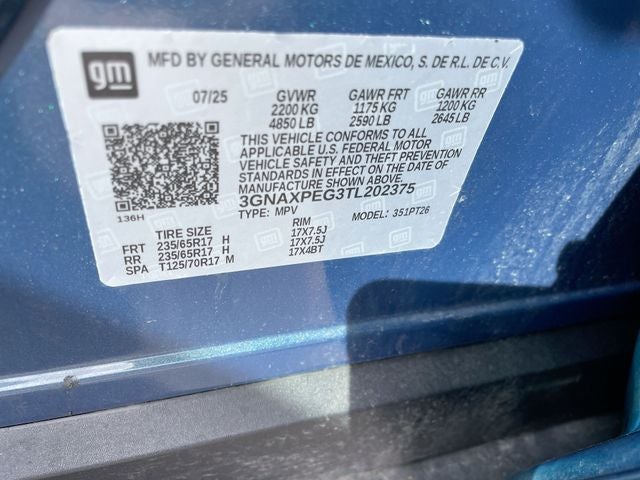 gm
MFD BY GENERAL MOTORS DE MEXICO, S. DE R.L. DE C.V.
07/25 GVWR GAWR FRT GAWR RR
2200 KG 1175 KG 1200 KG
4850 LB 2590 LB 2645 LB
THIS VEHICLE CONFORMS TO ALL
APPLICABLE U.S. FEDERAL MOTOR
VEHICLE SAFETY AND THEFT PREVENTION
STANDARDS IN EFFECT ON THE DATE OF
MANUFACTURE SHOWN ABOVE.
3GNAXPEG3TL202375
136H
TYPE: MPV MODEL: 351PT26
TIRE SIZE RIM
FRT 235/65R17 H 17X7.5J
RR 235/65R17 H 17X7.5J
SPA T125/70R17 M 17X4BT